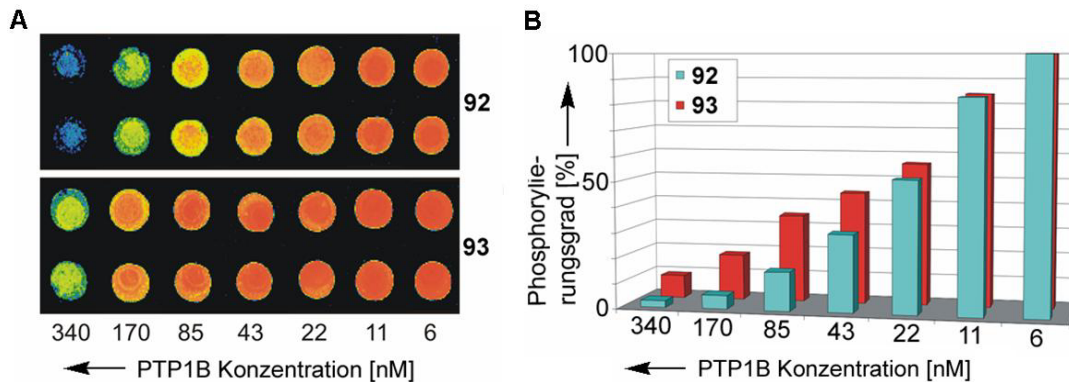 A
92
93
340 170 85 43 22 11 6
PTP1B Konzentration [nM]
B
100
50
0
Phosphorylie-
rungsgrad [%]
92
93
340 170 85 43 22 11 6
PTP1B Konzentration [nM]